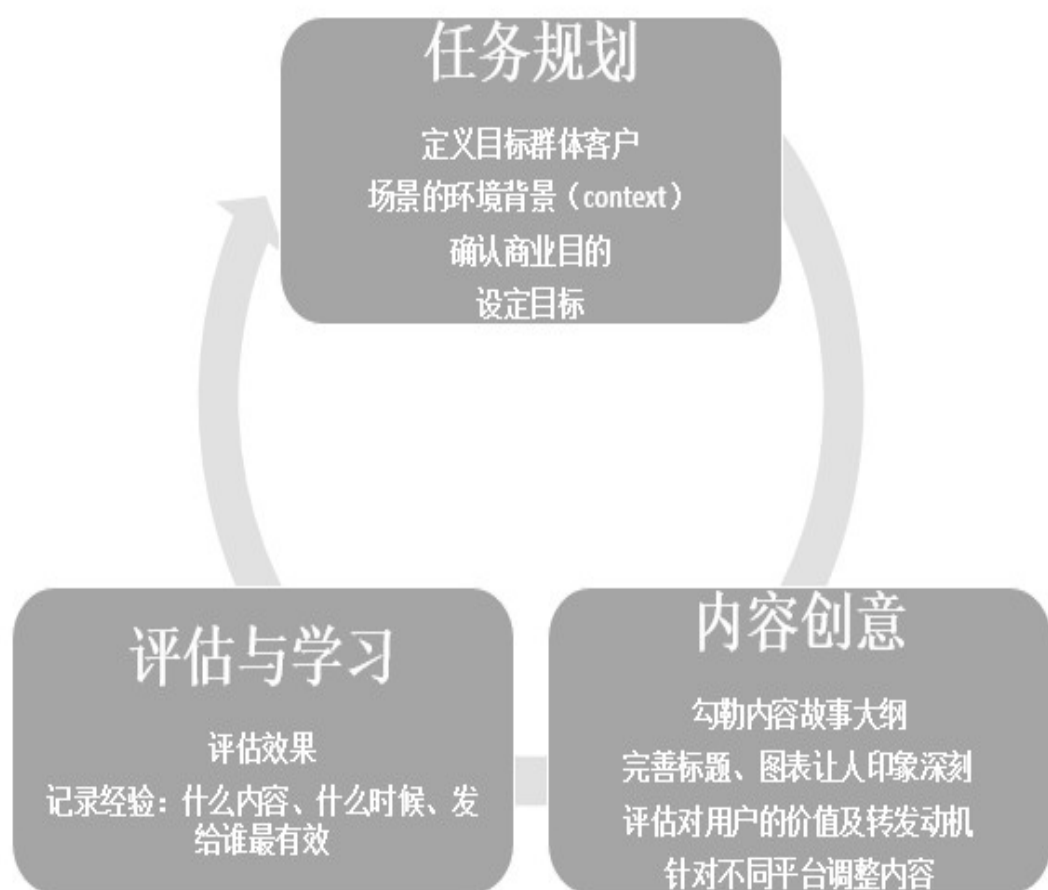 任务规划
定义目标群体客户
场景的环境背景（context）
确认商业目的
设定目标
评估与学习
评估效果
记录经验：什么内容、什么时候、发
给谁最有效
内容创意
勾勒内容故事大纲
完善标题、图表让人印象深刻
评估对用户的价值及转发动机
针对不同平台调整内容